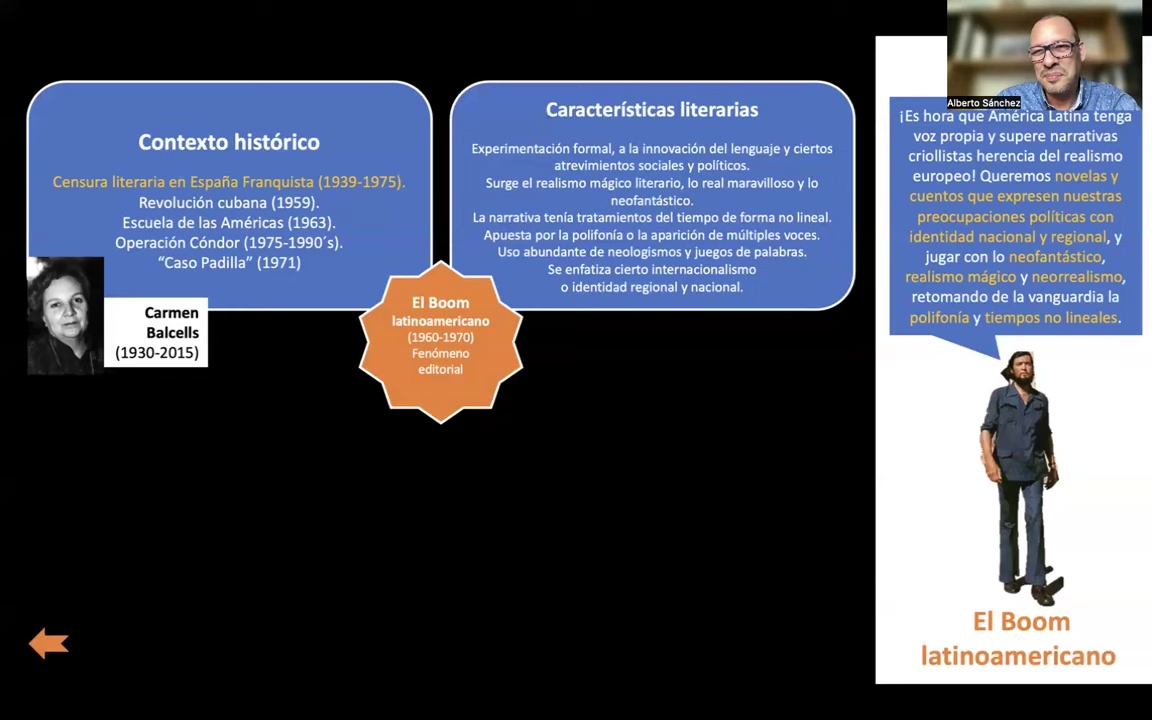 Contexto histórico
Censura literaria en España Franquista (1939-1975).
Revolución cubana (1959).
Escuela de las Américas (1963).
Operación Cóndor (1975-1990´s).
“Caso Padilla” (1971)
Carmen
Balcells
(1930-2015)
Características literarias
Experimentación formal, a la innovación del lenguaje y ciertos
atrevimientos sociales y políticos.
Surge el realismo mágico literario, lo real maravilloso y lo
neofantástico.
La narrativa tenía tratamientos del tiempo de forma no lineal.
Apuesta por la polifonía o la aparición de múltiples voces.
Uso abundante de neologismos y juegos de palabras.
Se enfatiza cierto internacionalismo
o identidad regional y nacional.
El Boom
latinoamericano
(1960-1970)
Fenómeno
editorial
Alberto Sánchez
¡Es hora que América Latina tenga
voz propia y supere narrativas
criollistas herencia del realismo
europeo! Queremos novelas y
cuentos que expresen nuestras
preocupaciones políticas con
identidad nacional y regional, y
jugar con lo neofantástico,
realismo mágico y neorrealismo,
retomando de la vanguardia la
polifonía y tiempos no lineales.
El Boom
latinoamericano